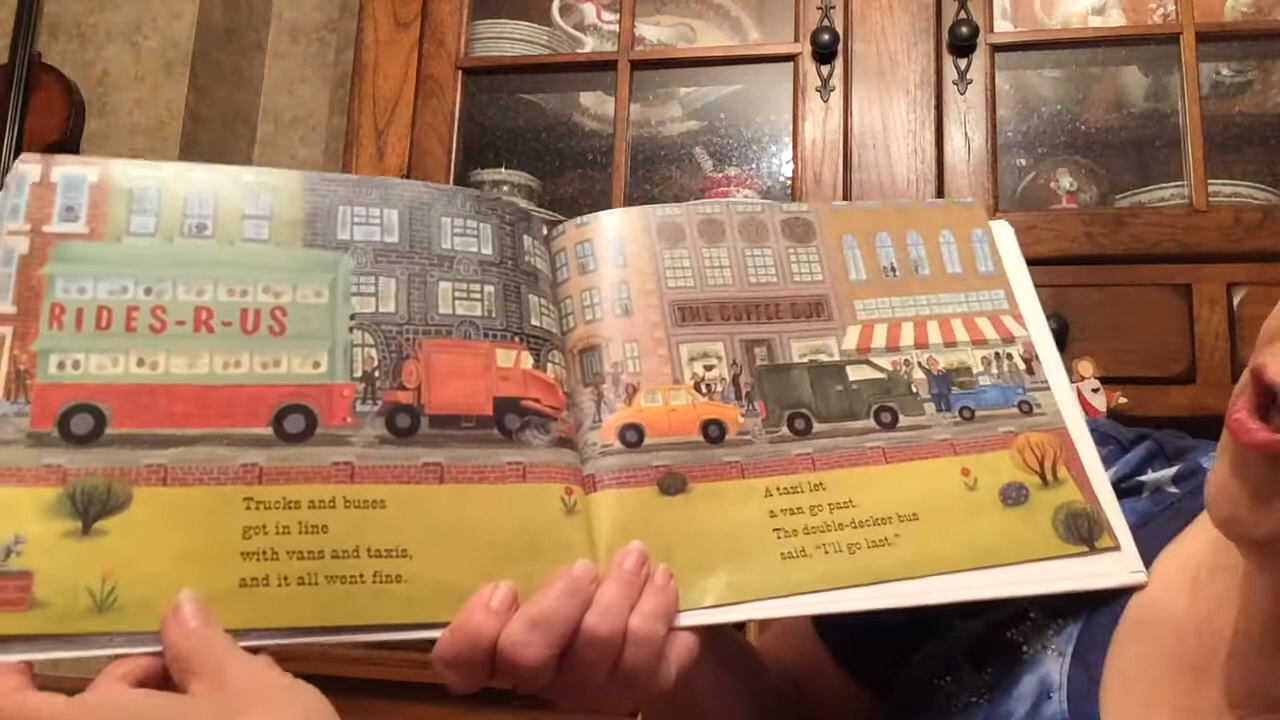 RIDES-R-US
THE COFFEE CUP
Trucks and buses
got in line
with vans and taxis,
and it all went fine.
A taxi let
a van go past.
The double-decker bus
said, "I'll go last."